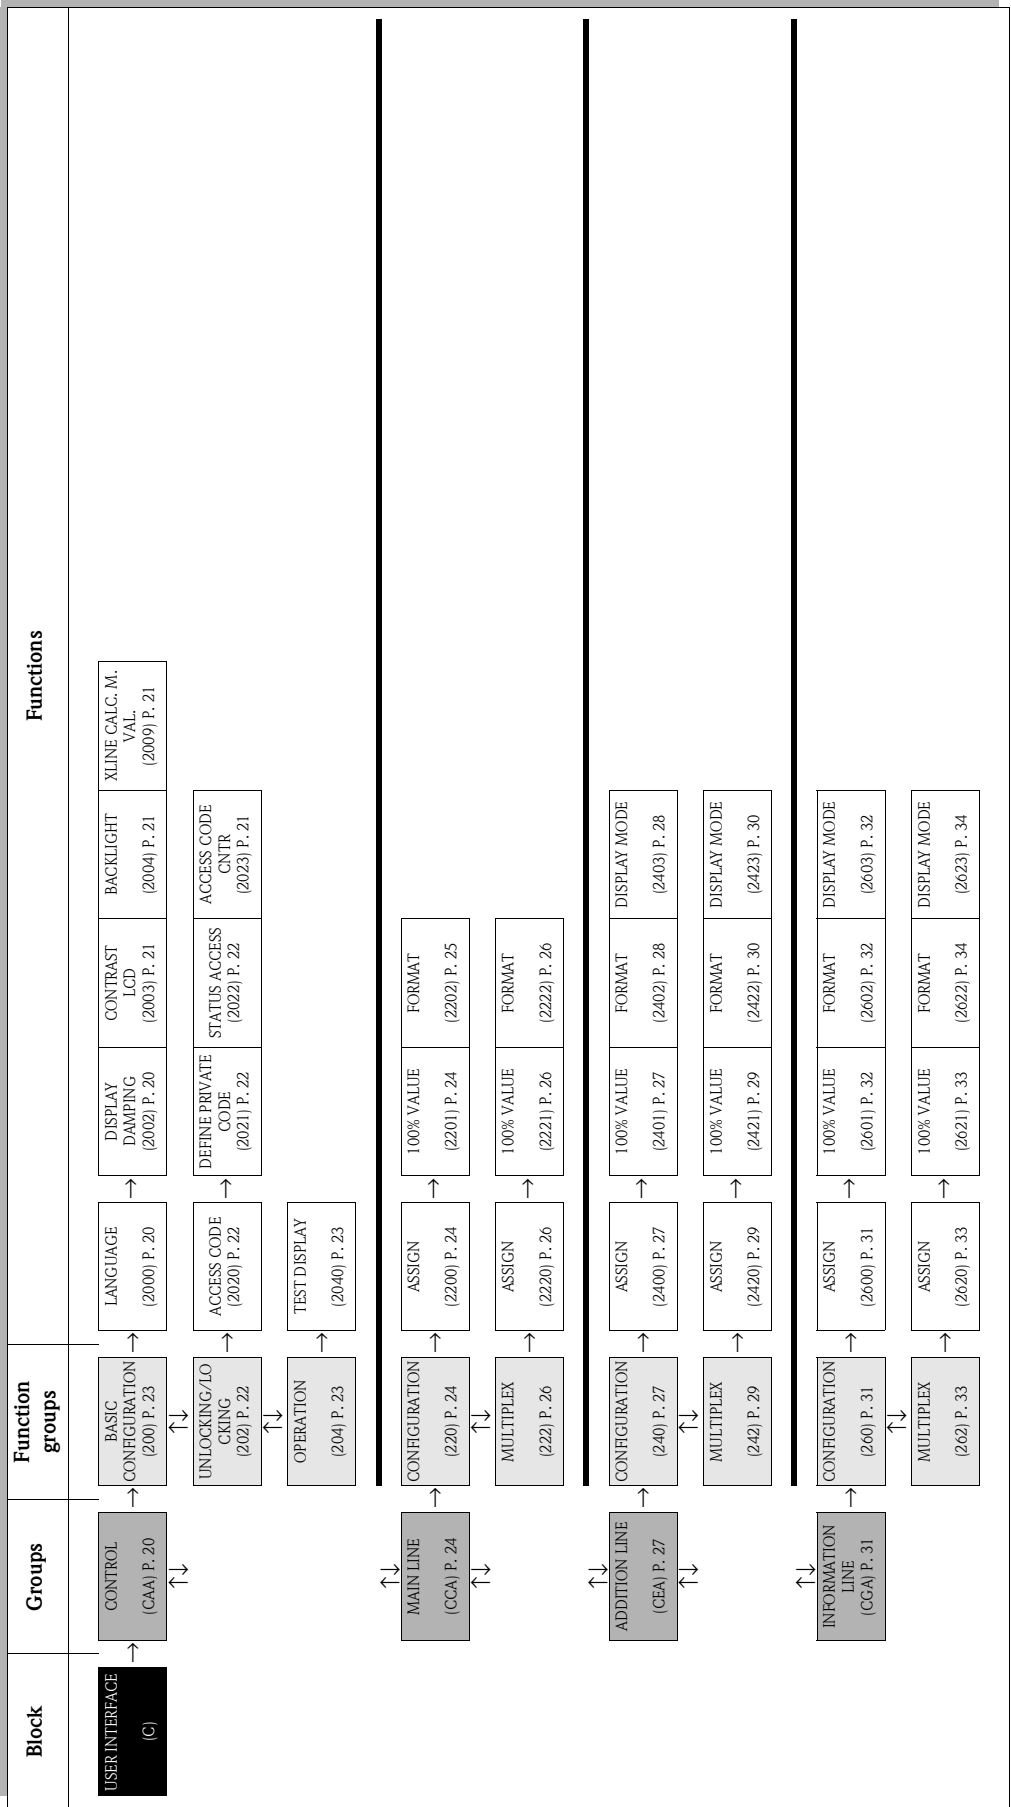 Block
Groups
Function
groups
Functions
USER INTERFACE
(C)
CONTROL
(CAA) P. 20
BASIC
CONFIGURATION
(200) P. 23
LANGUAGE
(2000) P. 20
DISPLAY
DAMPING
(2002) P. 20
CONTRAST
LCD
(2003) P. 21
BACKLIGHT
(2004) P. 21
XLINE CALC. M.
VAL.
(2009) P. 21
UNLOCKING/LO
CKING
(202) P. 22
ACCESS CODE
(2020) P. 22
DEFINE PRIVATE
CODE
(2021) P. 22
STATUS ACCESS
(2022) P. 22
ACCESS CODE
CNTR
(2023) P. 21
OPERATION
(204) P. 23
TEST DISPLAY
(2040) P. 23
MAIN LINE
(CCA) P. 24
CONFIGURATION
(220) P. 24
ASSIGN
(2200) P. 24
100% VALUE
(2201) P. 24
FORMAT
(2202) P. 25
MULTIPLEX
(222) P. 26
ASSIGN
(2220) P. 26
100% VALUE
(2221) P. 26
FORMAT
(2222) P. 26
ADDITION LINE
(CEA) P. 27
CONFIGURATION
(240) P. 27
ASSIGN
(2400) P. 27
100% VALUE
(2401) P. 27
FORMAT
(2402) P. 28
DISPLAY MODE
(2403) P. 28
MULTIPLEX
(242) P. 29
ASSIGN
(2420) P. 29
100% VALUE
(2421) P. 29
FORMAT
(2422) P. 30
DISPLAY MODE
(2423) P. 30
INFORMATION
LINE
(CGA) P. 31
CONFIGURATION
(260) P. 31
ASSIGN
(2600) P. 31
100% VALUE
(2601) P. 32
FORMAT
(2602) P. 32
DISPLAY MODE
(2603) P. 32
MULTIPLEX
(262) P. 33
ASSIGN
(2620) P. 33
100% VALUE
(2621) P. 33
FORMAT
(2622) P. 34
DISPLAY MODE
(2623) P. 34